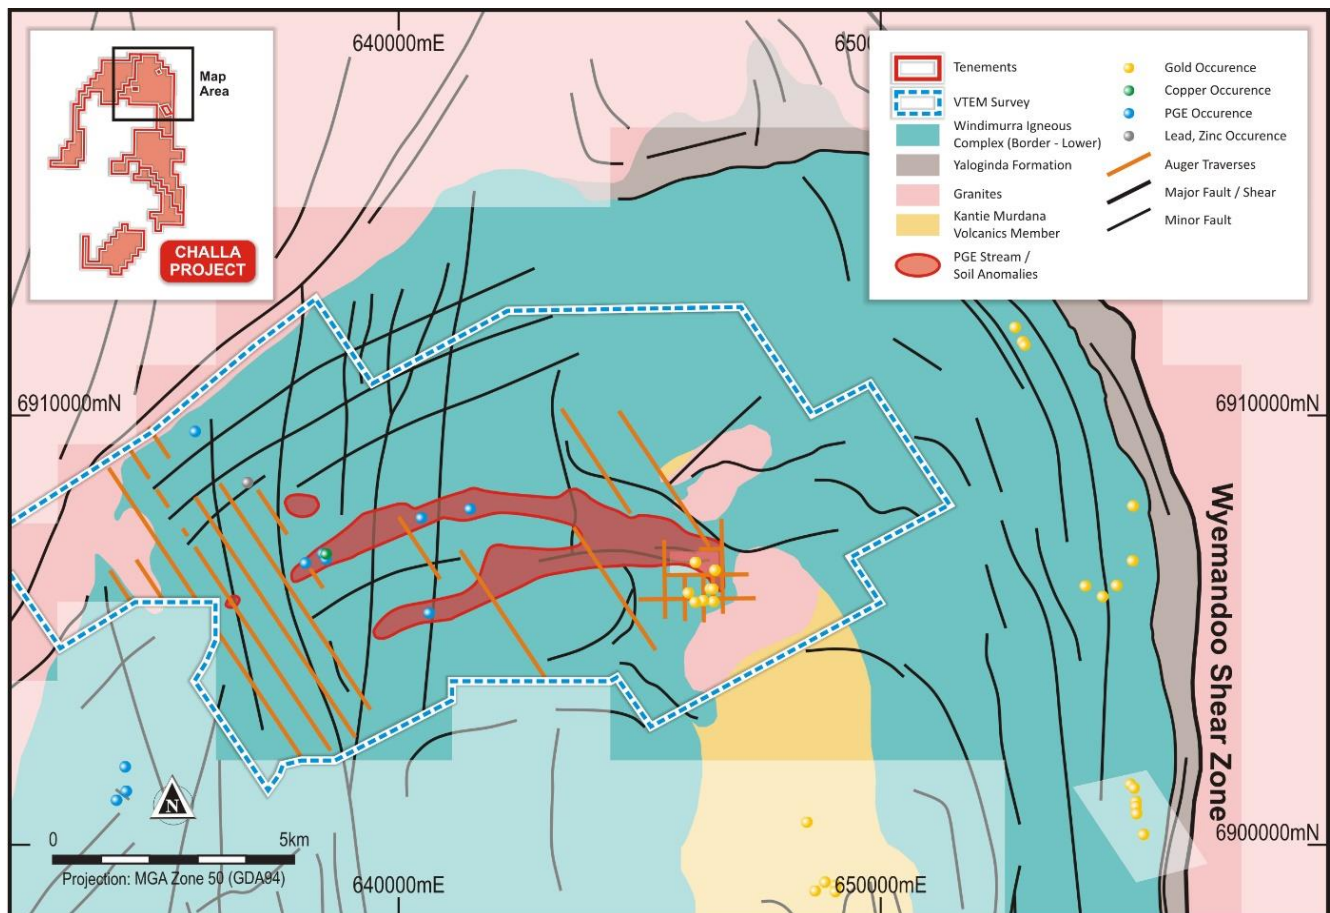 640000mE
650
Map
Area
CHALLA
PROJECT
Tenements
VTEM Survey
Windimurra Igneous
Complex (Border - Lower)
Yaloginda Formation
Granites
Kantie Murdana
Volcanics Member
PGE Stream /
Soil Anomalies
Gold Occurence
Copper Occurence
PGE Occurence
Lead, Zinc Occurence
Auger Traverses
Major Fault / Shear
Minor Fault
6910000mN
6910000mN
Wyemandoo Shear Zone
N
0
5km
Projection: MGA Zone 50 (GDA94)
6900000mN
640000mE
650000mE